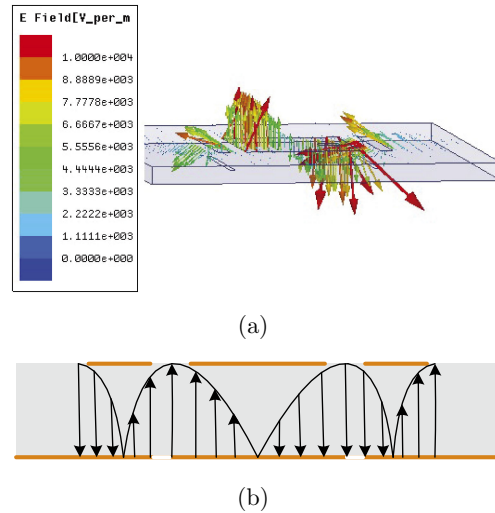 E Field[V_per_m
1.0000e+004
8.8889e+003
7.7778e+003
6.6667e+003
5.5556e+003
4.4444e+003
3.3333e+003
2.2222e+003
1.1111e+003
0.0000e+000
(a)
(b)